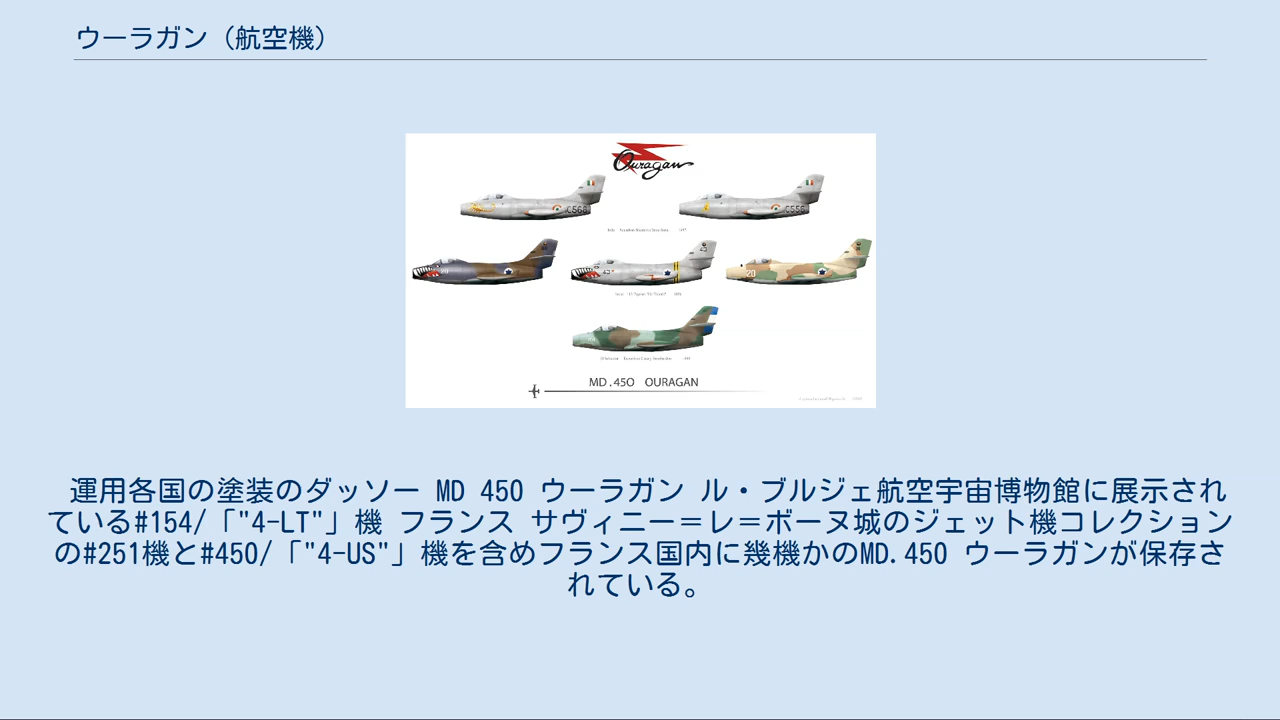 ウーラガン（航空機）
Ouragan
C568
C555
43
20
MD.450 OURAGAN
運用各国の塗装のダッソー MD 450 ウーラガン ル・ブルジェ航空宇宙博物館に展示され
ている#154/「"4-LT"」機 フランス サヴィニー＝レ＝ボーヌ城のジェット機コレクション
の#251機と#450/「"4-US"」機を含めフランス国内に幾機かのMD.450 ウーラガンが保存さ
れている。